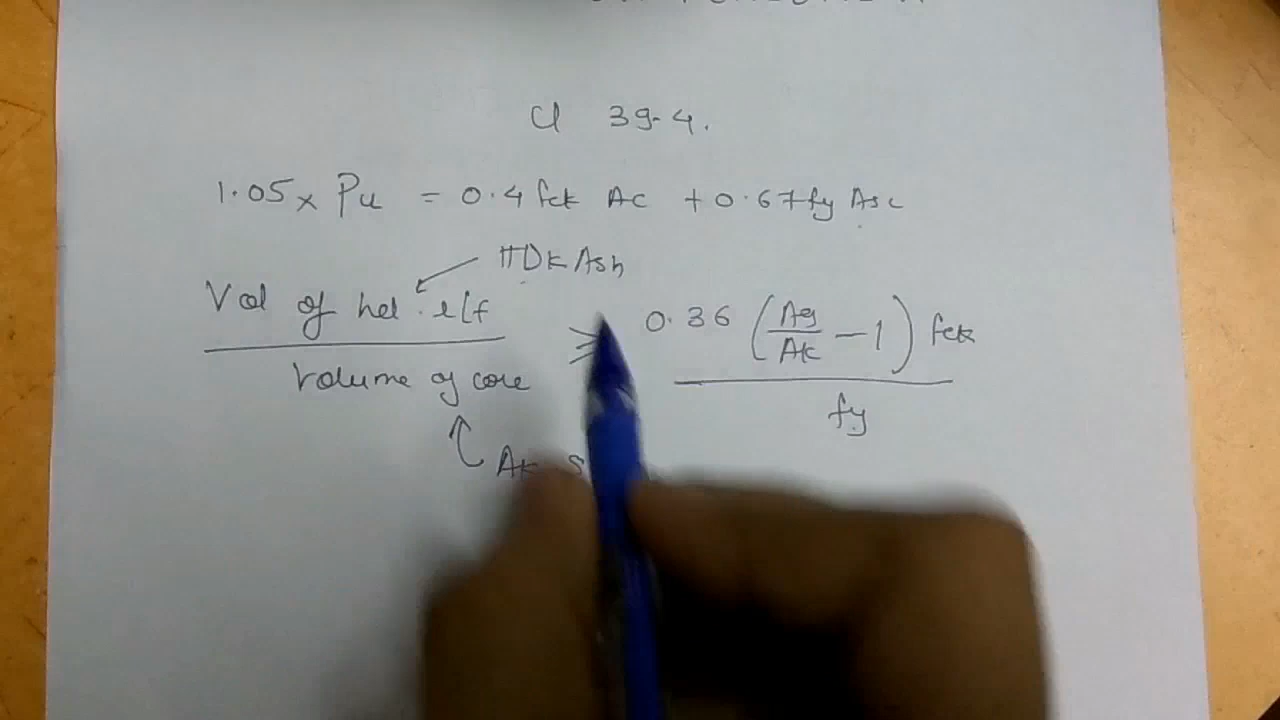 Cl 39.4.
1.05 x Pu = 0.4 fck Ac + 0.67 fy Asc
πDk Ash
Vol of hel. r/f
Volume of core
≥
0.36 (Ag/Ak - 1) fck
fy
Ak S